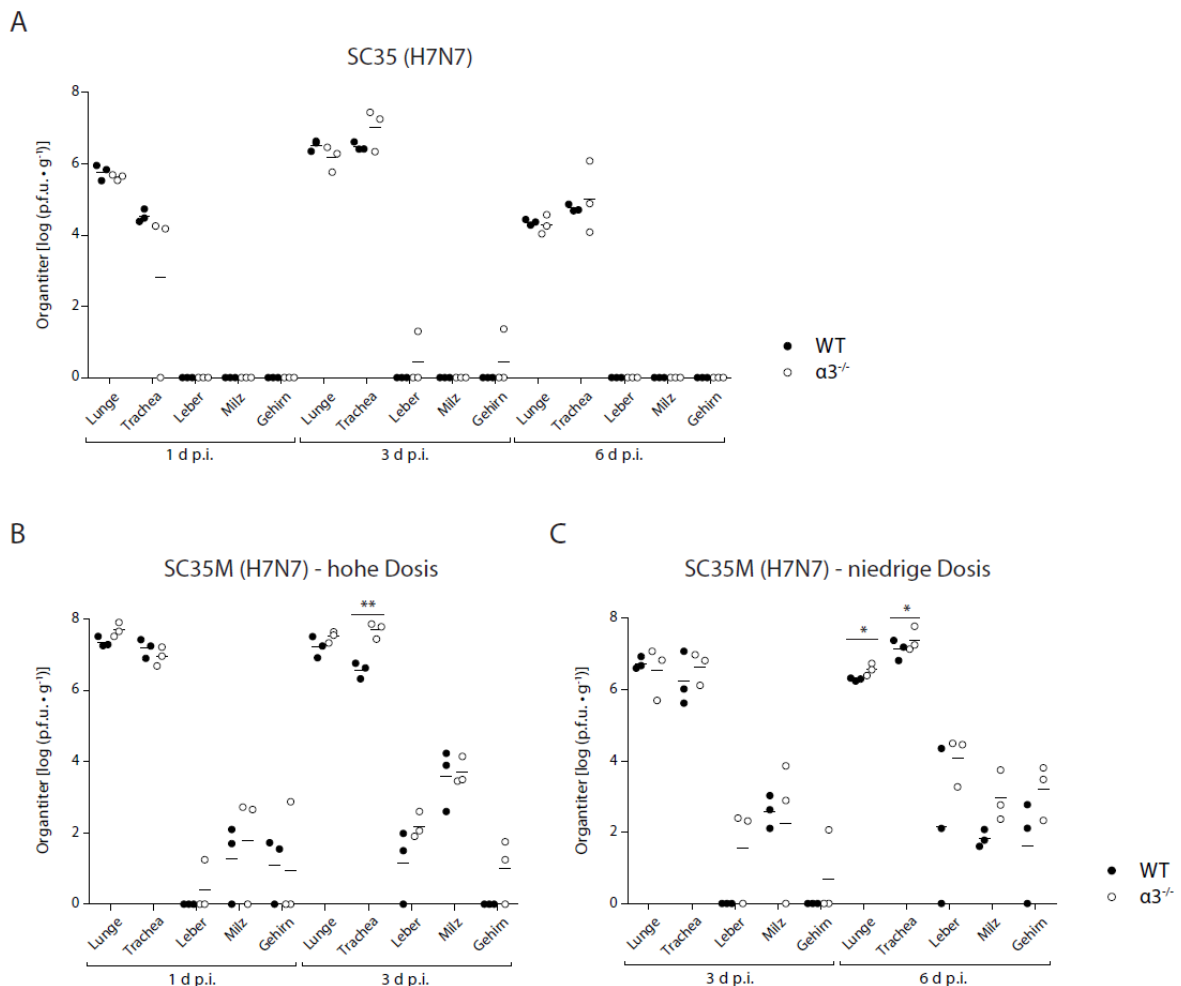 A
SC35 (H7N7)
Organtiter [log (p.f.u. • g⁻¹)]
8
6
4
2
0
Lunge Trachea Leber Milz Gehirn Lunge Trachea Leber Milz Gehirn Lunge Trachea Leber Milz Gehirn
1 d p.i. 3 d p.i. 6 d p.i.
WT
α3⁻/⁻
B
SC35M (H7N7) - hohe Dosis
Organtiter [log (p.f.u. • g⁻¹)]
8
6
4
2
0
**
Lunge Trachea Leber Milz Gehirn Lunge Trachea Leber Milz Gehirn
1 d p.i. 3 d p.i.
C
SC35M (H7N7) - niedrige Dosis
Organtiter [log (p.f.u. • g⁻¹)]
8
6
4
2
0
* *
Lunge Trachea Leber Milz Gehirn Lunge Trachea Leber Milz Gehirn
3 d p.i. 6 d p.i.
WT
α3⁻/⁻